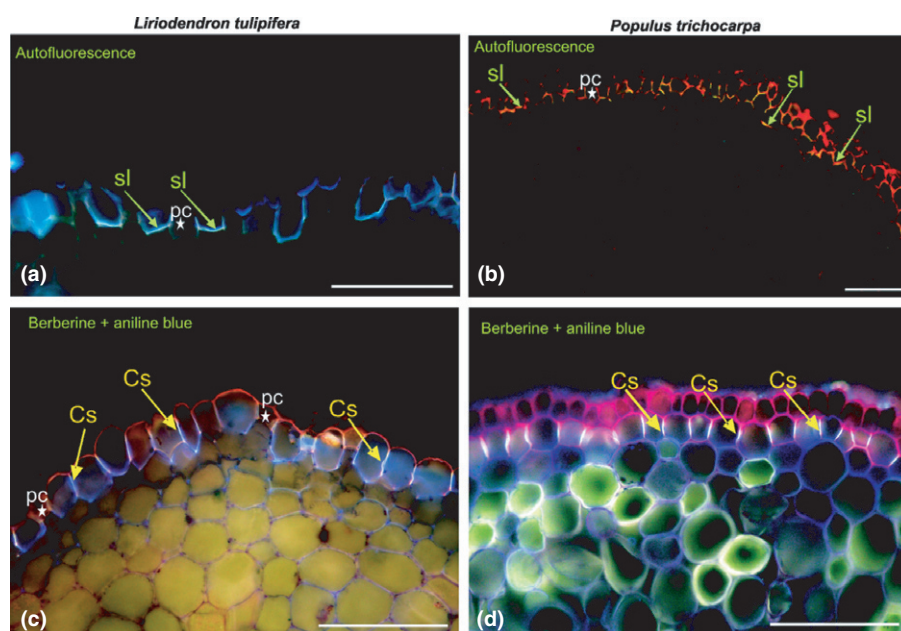 Liriodendron tulipifera
Populus trichocarpa
Autofluorescence
sl
sl
pc
(a)
Autofluorescence
sl
pc
sl
sl
(b)
Berberine + aniline blue
Cs
Cs
pc
Cs
pc
(c)
Berberine + aniline blue
Cs
Cs
Cs
(d)